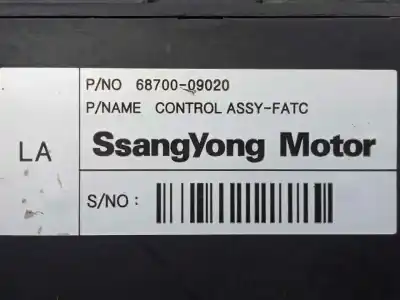 P/NO 68700-09020
P/NAME CONTROL ASSY-FATC
LA
SsangYong Motor
S/NO :